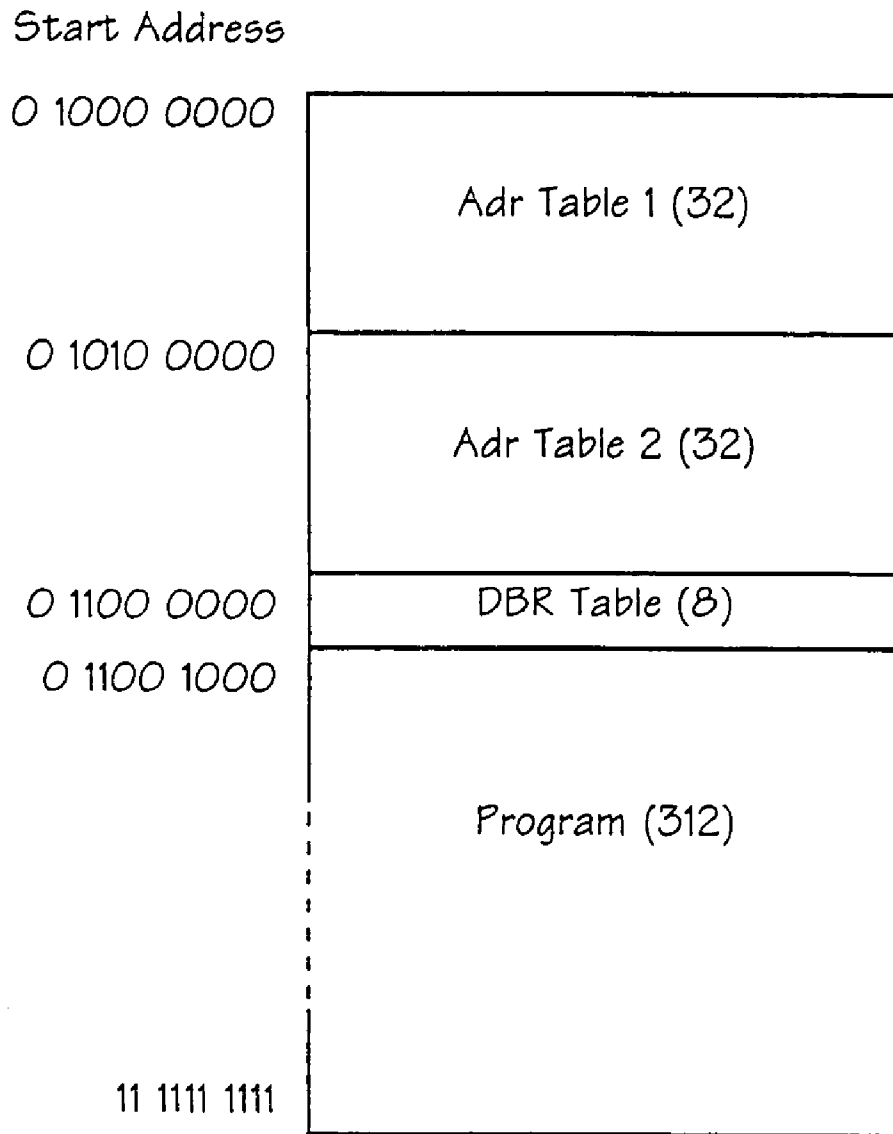 Start Address
0 1000 0000
Adr Table 1 (32)
0 1010 0000
Adr Table 2 (32)
0 1100 0000 DBR Table (8)
0 1100 1000
Program (312)
11 1111 1111